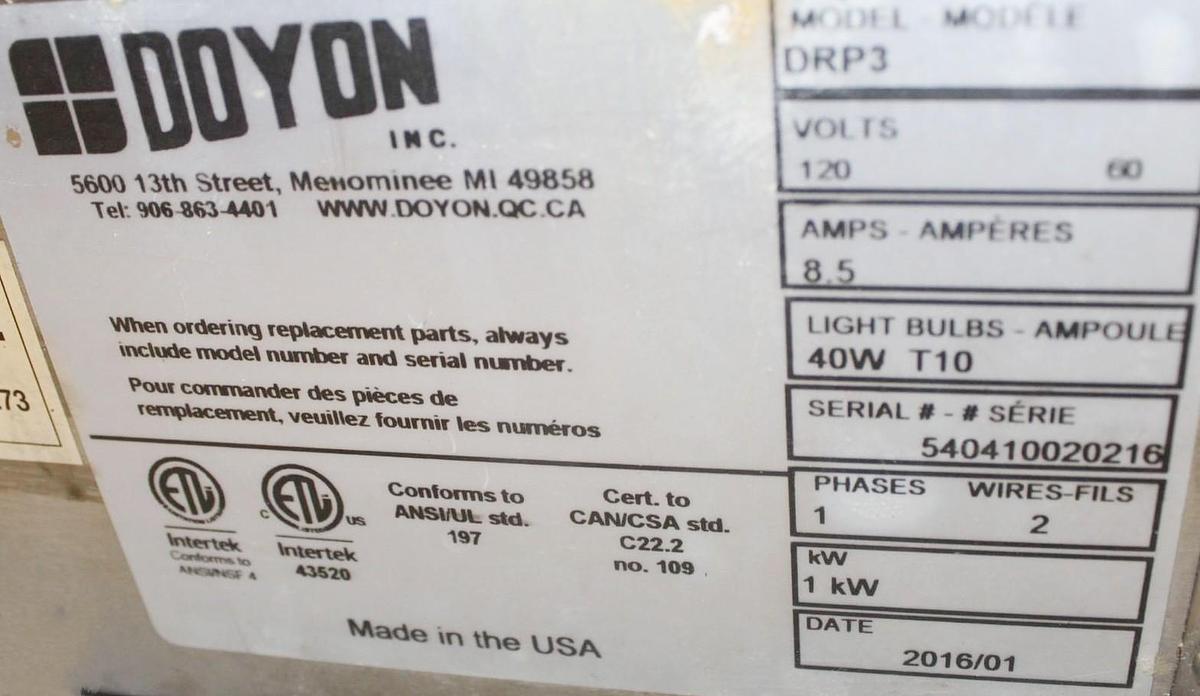 DOYON
INC.
5600 13th Street, Menominee MI 49858
Tel: 906-863-4401 WWW.DOYON.QC.CA
When ordering replacement parts, always
include model number and serial number.
Pour commander des pièces de
remplacement, veuillez fournir les numéros
ETL
Intertek
Conforms to
ANSI/NSF 4
C ETL US
Intertek
43520
Conforms to
ANSI/UL std.
197
Cert. to
CAN/CSA std.
C22.2
no. 109
Made in the USA
MODEL - MODÈLE
DRP3
VOLTS
120 60
AMPS - AMPÈRES
8.5
LIGHT BULBS - AMPOULE
40W T10
SERIAL # - # SÉRIE
540410020216
PHASES WIRES-FILS
1 2
kW
1 kW
DATE
2016/01
73